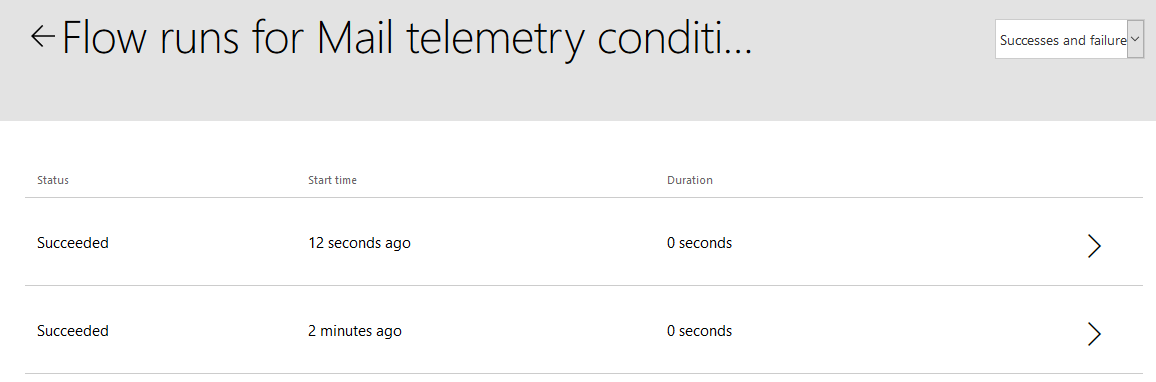 Flow runs for Mail telemetry conditi...
Successes and failure
Status Start time Duration
Succeeded 12 seconds ago 0 seconds
Succeeded 2 minutes ago 0 seconds